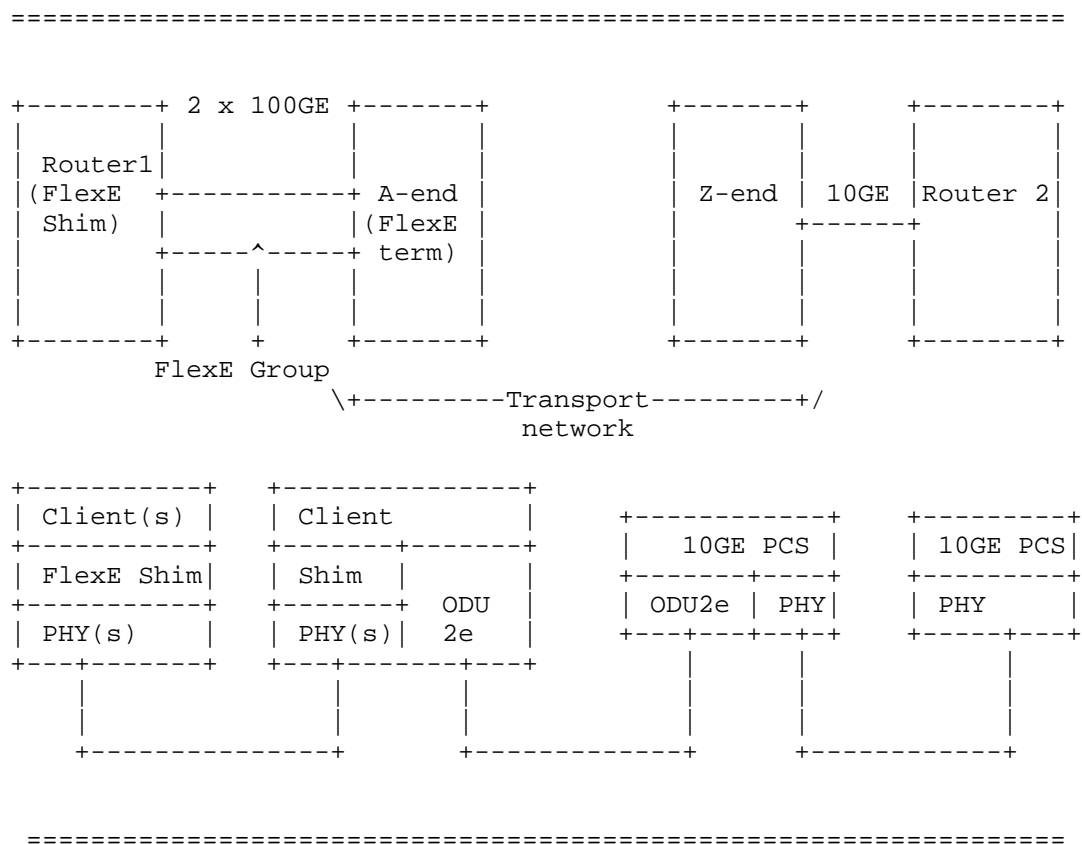 2 x 100GE
Router1
(FlexE A-end Z-end 10GE Router 2
Shim) (FlexE
term)
FlexE Group
Transport
network
Client(s) Client
10GE PCS 10GE PCS
FlexE Shim Shim
ODU ODU2e PHY PHY
PHY(s) PHY(s) 2e